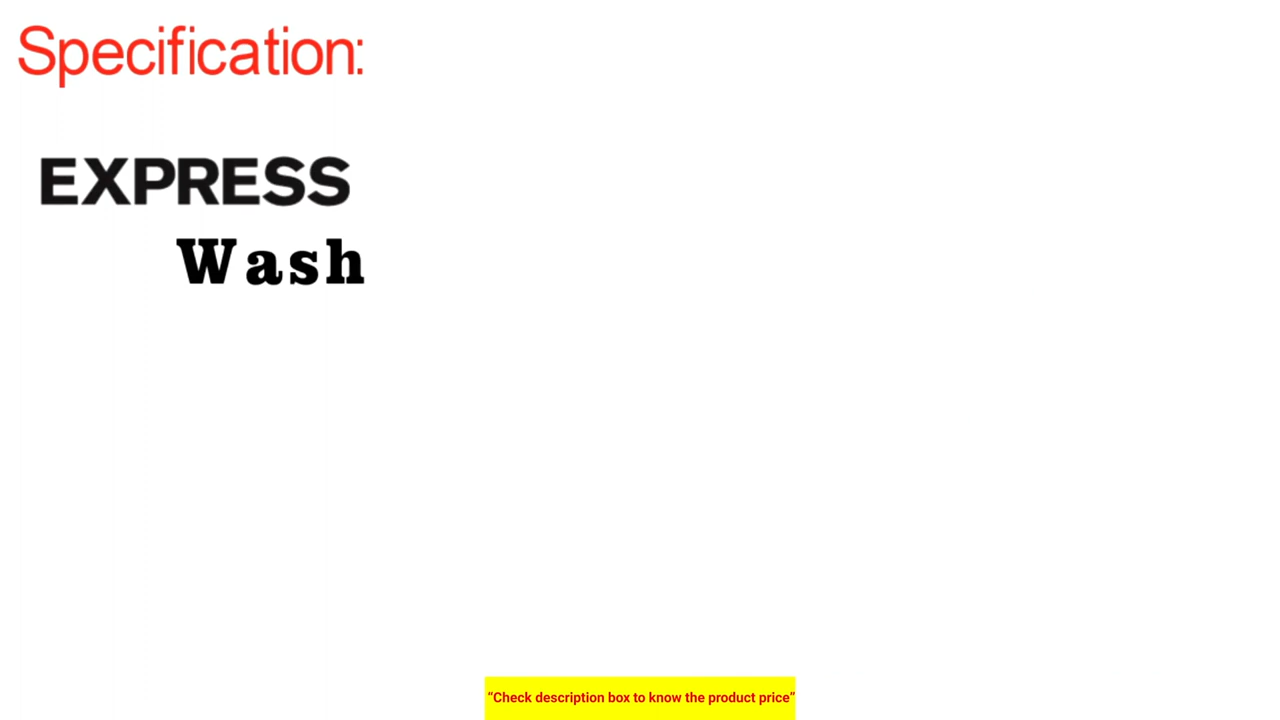 Specification:
EXPRESS
Wash
“Check description box to know the product price”